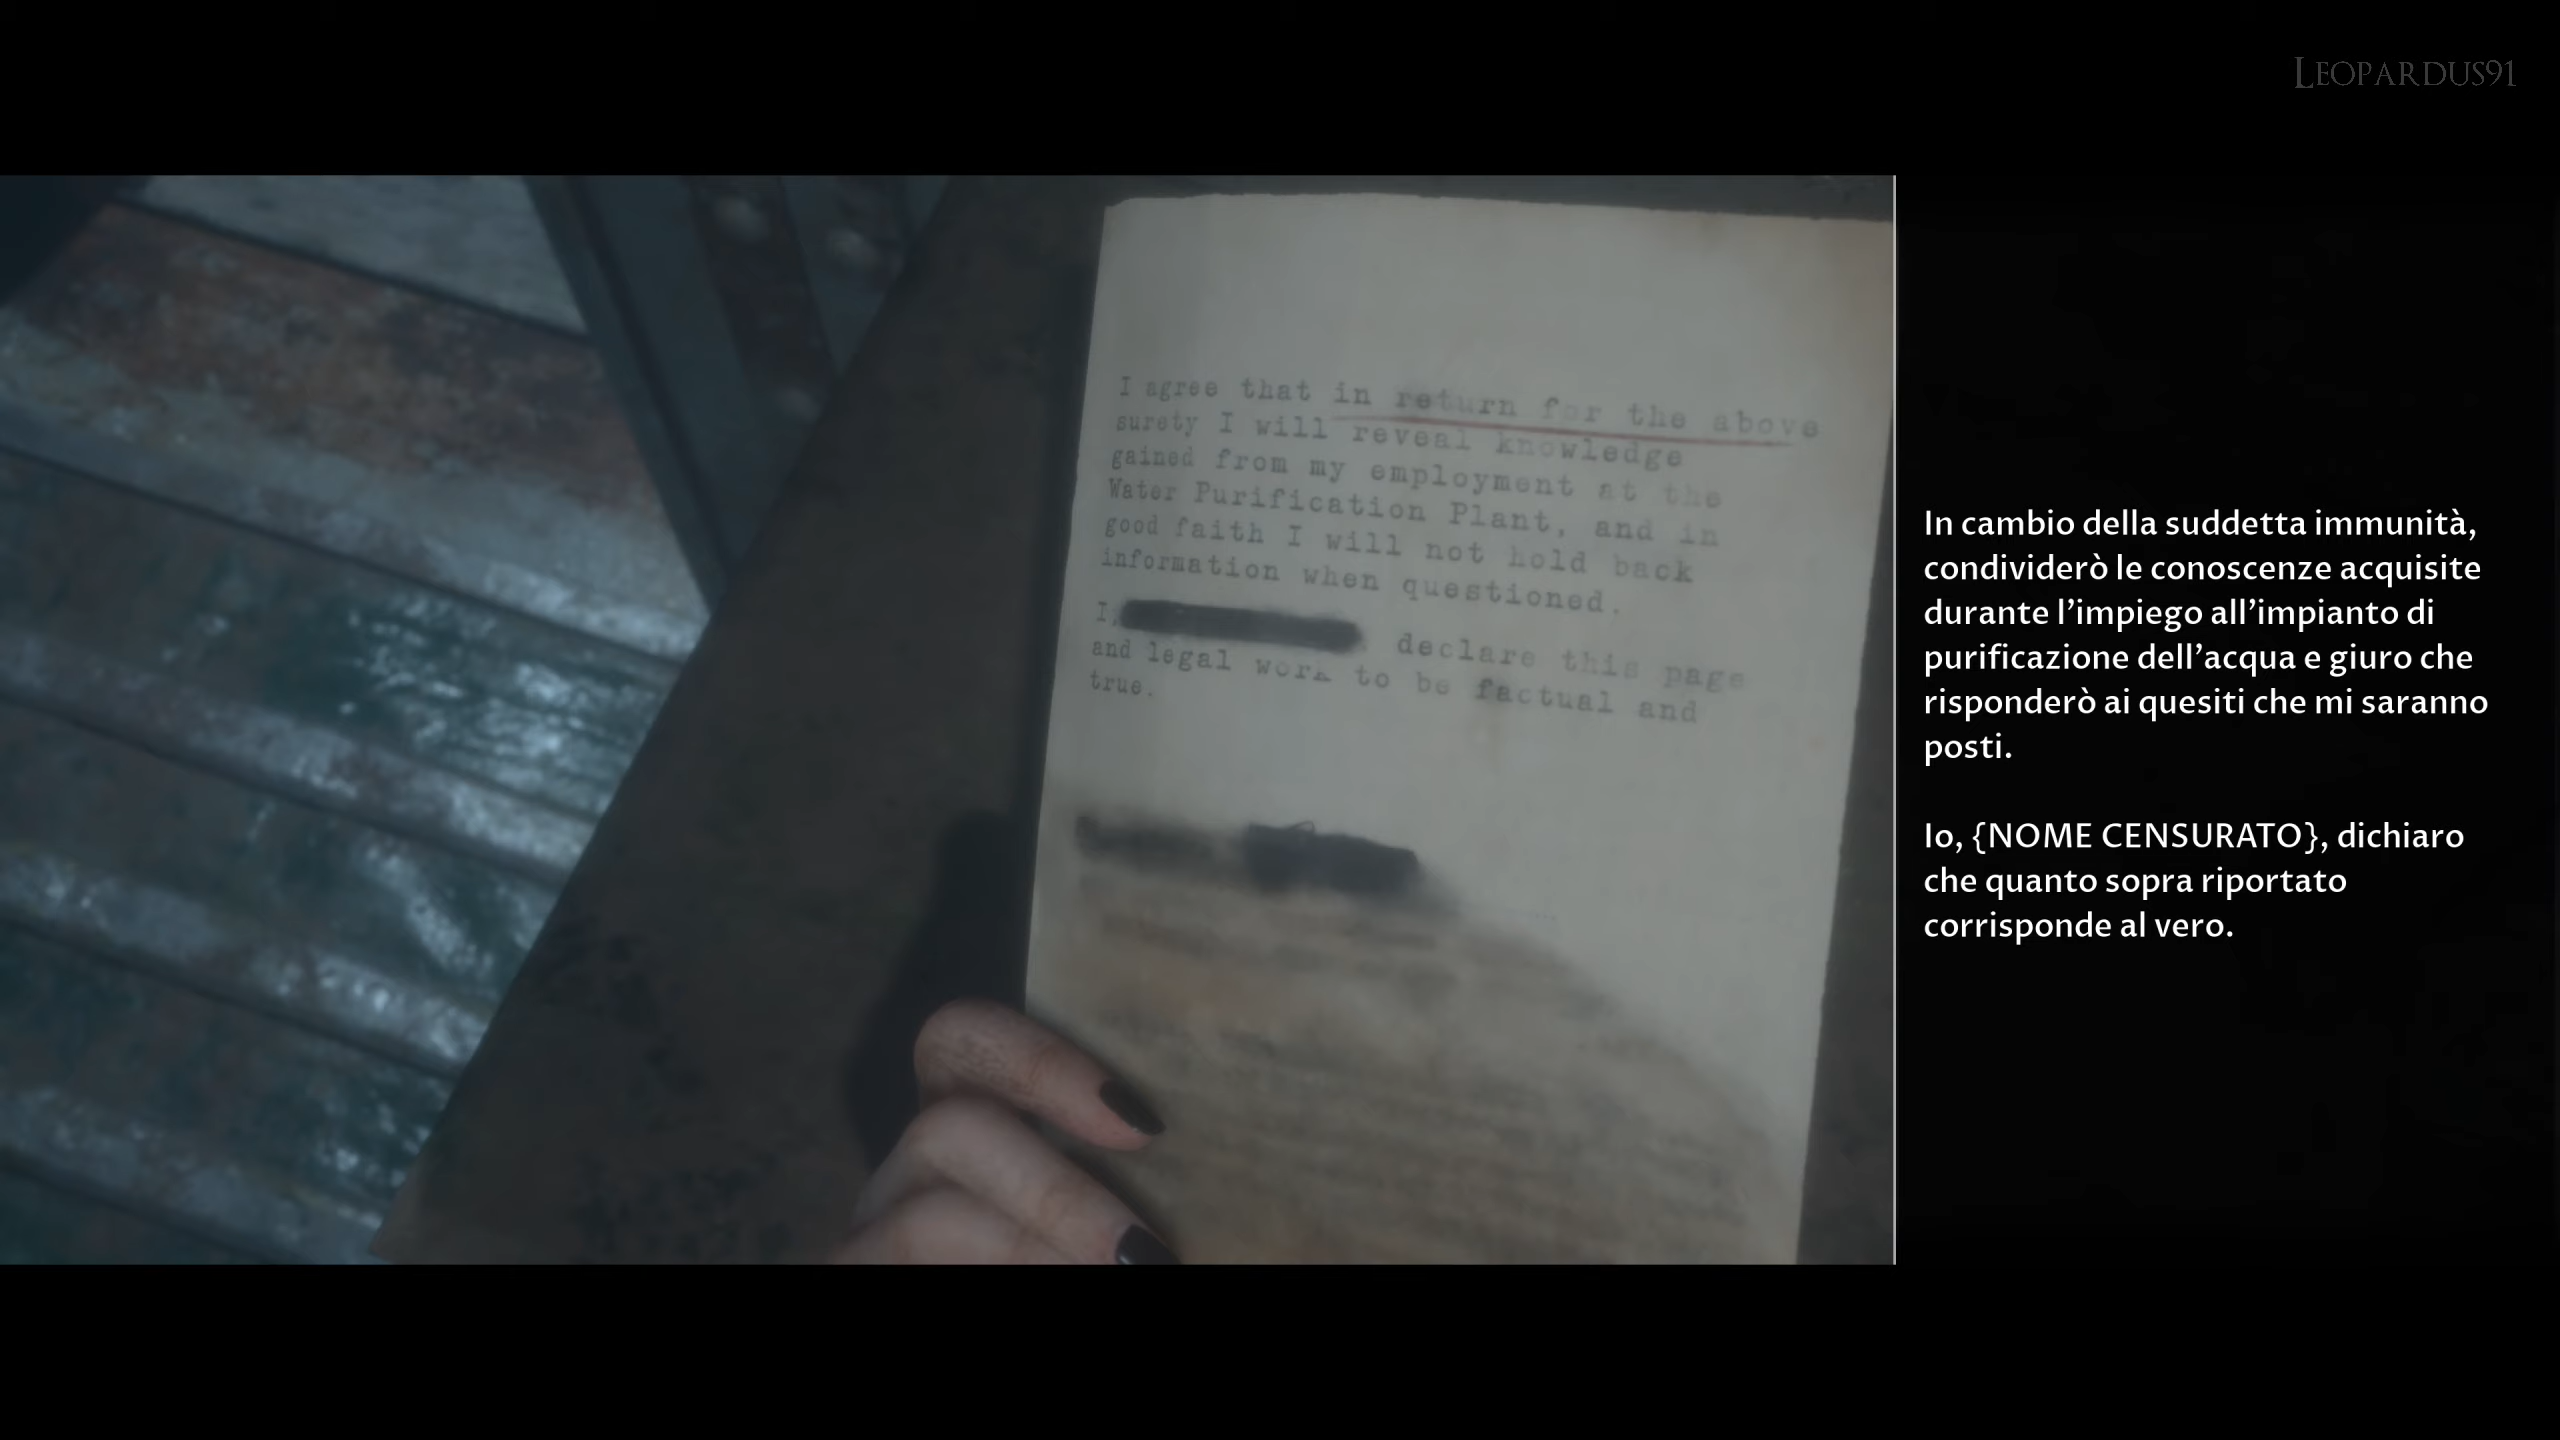 LEOPARDUS91
I agree that in return for the above
surety I will reveal knowledge
gained from my employment at the
Water Purification Plant, and in
good faith I will not hold back
information when questioned.
I, declare this page
and legal work to be factual and
true.
In cambio della suddetta immunità,
condividerò le conoscenze acquisite
durante l'impiego all'impianto di
purificazione dell'acqua e giuro che
risponderò ai quesiti che mi saranno
posti.
Io, {NOME CENSURATO}, dichiaro
che quanto sopra riportato
corrisponde al vero.